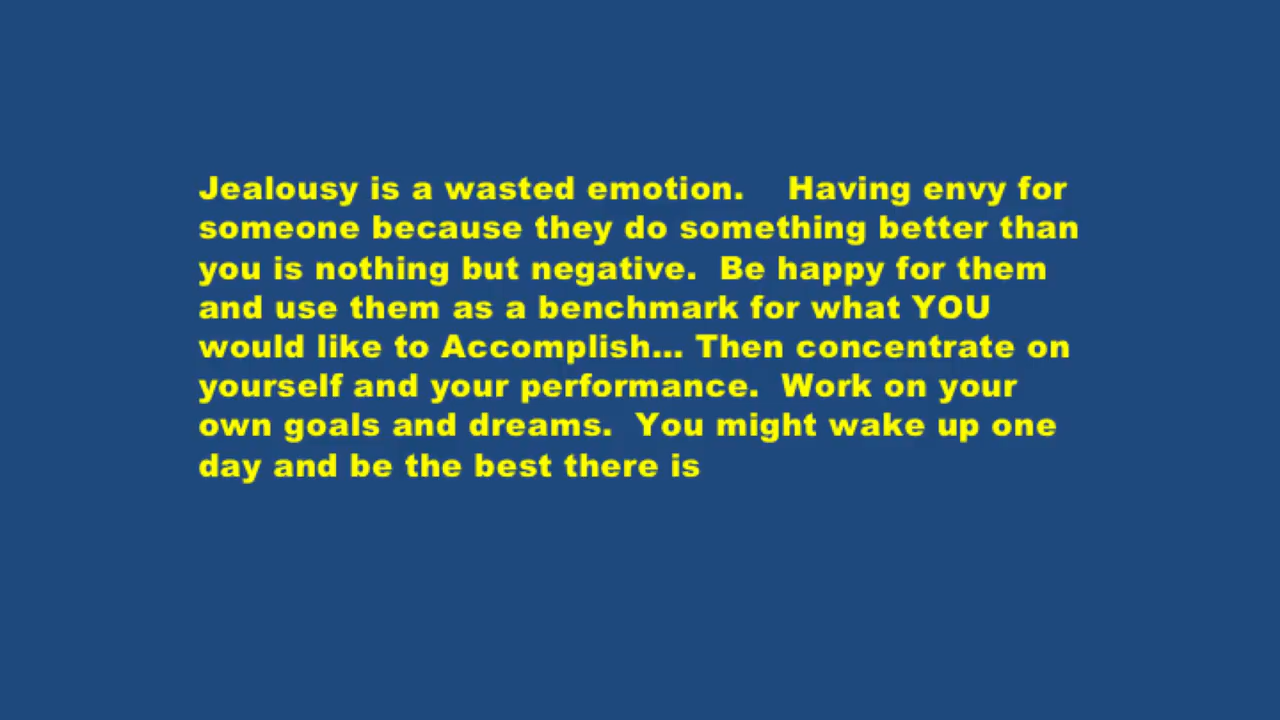 Jealousy is a wasted emotion.    Having envy for
someone because they do something better than
you is nothing but negative.  Be happy for them
and use them as a benchmark for what YOU
would like to Accomplish... Then concentrate on
yourself and your performance.  Work on your
own goals and dreams.  You might wake up one
day and be the best there is